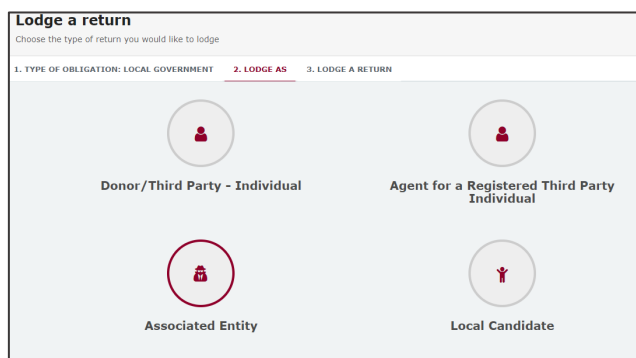 Lodge a return
Choose the type of return you would like to lodge
1. TYPE OF OBLIGATION: LOCAL GOVERNMENT 2. LODGE AS 3. LODGE A RETURN
Donor/Third Party - Individual
Agent for a Registered Third Party
Individual
Associated Entity
Local Candidate